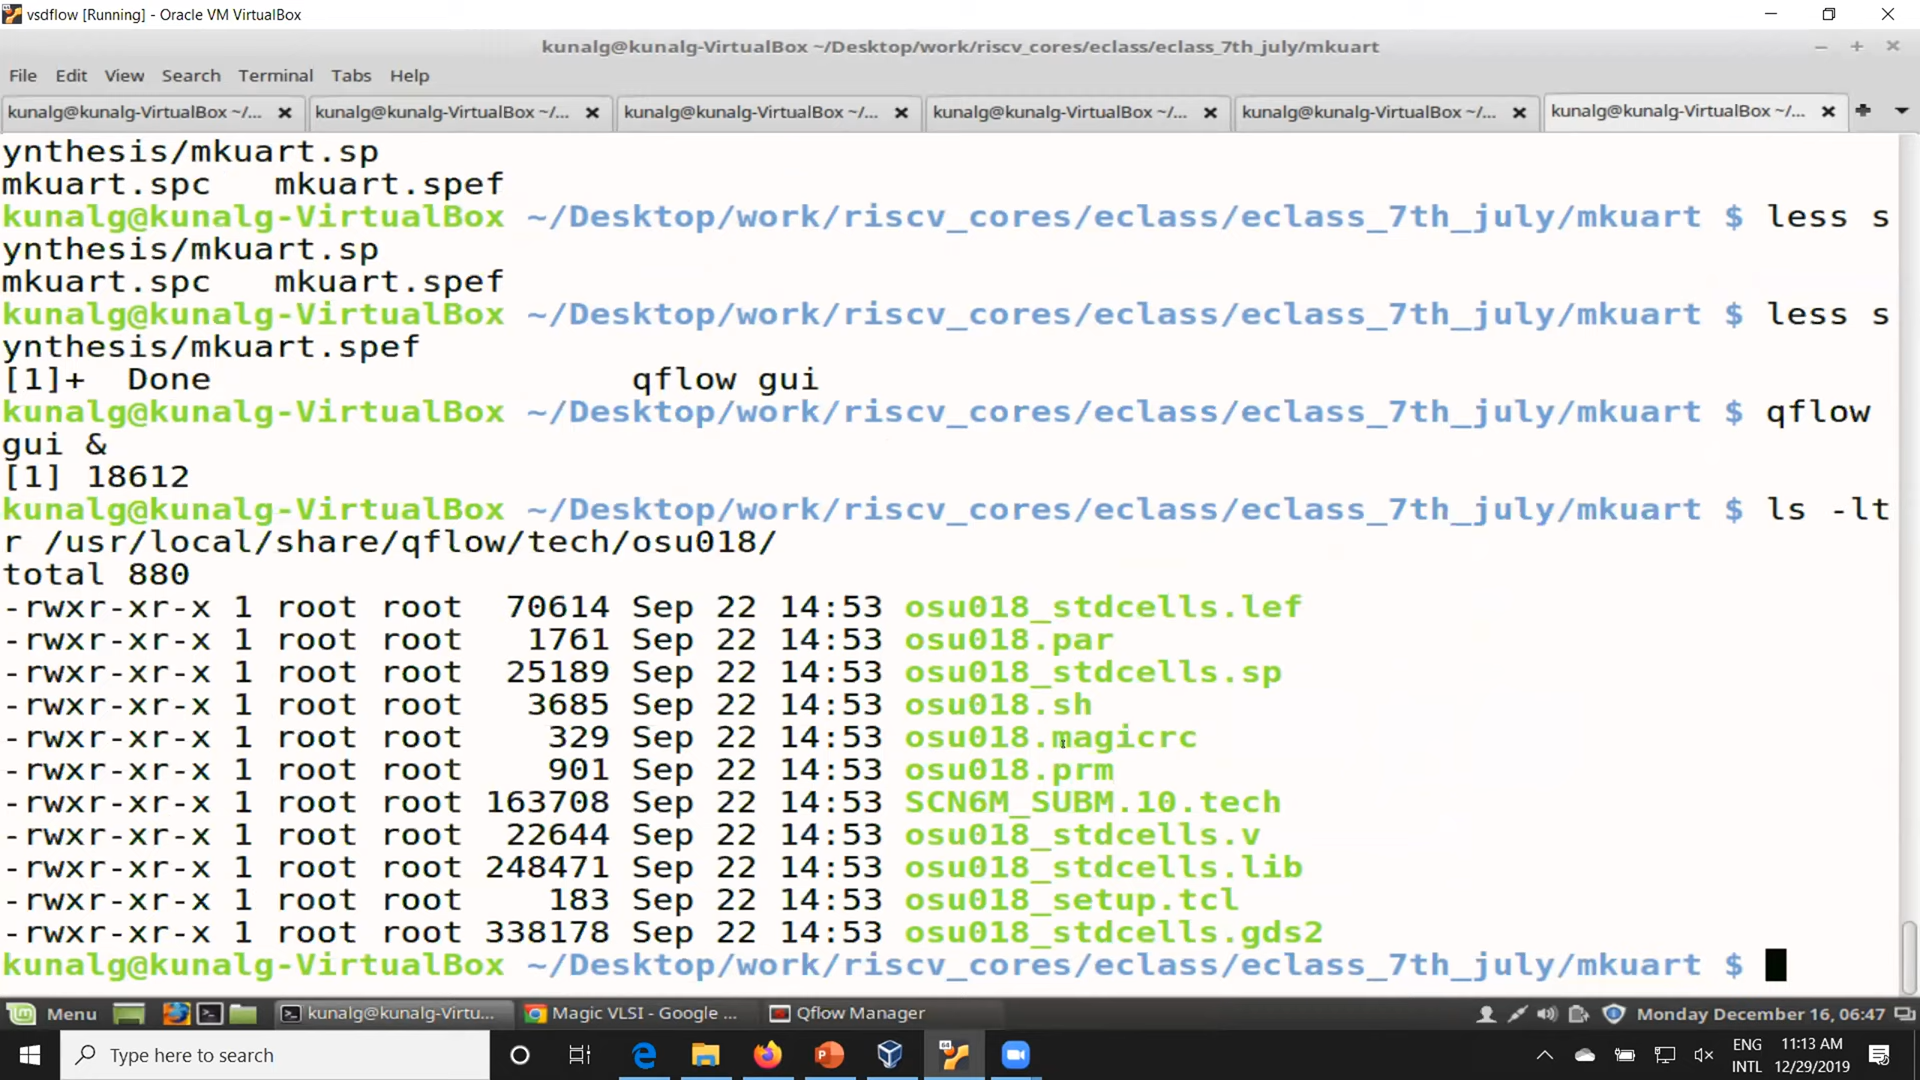 vsdflow [Running] - Oracle VM VirtualBox
kunalg@kunalg-VirtualBox ~/Desktop/work/riscv_cores/eclass/eclass_7th_july/mkuart
File Edit View Search Terminal Tabs Help
kunalg@kunalg-VirtualBox ~/... kunalg@kunalg-VirtualBox ~/... kunalg@kunalg-VirtualBox ~/... kunalg@kunalg-VirtualBox ~/... kunalg@kunalg-VirtualBox ~/... kunalg@kunalg-VirtualBox ~/...
ynthesis/mkuart.sp
mkuart.spc mkuart.spef
kunalg@kunalg-VirtualBox ~/Desktop/work/riscv_cores/eclass/eclass_7th_july/mkuart $ less s
ynthesis/mkuart.sp
mkuart.spc mkuart.spef
kunalg@kunalg-VirtualBox ~/Desktop/work/riscv_cores/eclass/eclass_7th_july/mkuart $ less s
ynthesis/mkuart.spef
[1]+ Done qflow gui
kunalg@kunalg-VirtualBox ~/Desktop/work/riscv_cores/eclass/eclass_7th_july/mkuart $ qflow
gui &
[1] 18612
kunalg@kunalg-VirtualBox ~/Desktop/work/riscv_cores/eclass/eclass_7th_july/mkuart $ ls -lt
r /usr/local/share/qflow/tech/osu018/
total 880
-rwxr-xr-x 1 root root 70614 Sep 22 14:53 osu018_stdcells.lef
-rwxr-xr-x 1 root root 1761 Sep 22 14:53 osu018.par
-rwxr-xr-x 1 root root 25189 Sep 22 14:53 osu018_stdcells.sp
-rwxr-xr-x 1 root root 3685 Sep 22 14:53 osu018.sh
-rwxr-xr-x 1 root root 329 Sep 22 14:53 osu018.magicrc
-rwxr-xr-x 1 root root 901 Sep 22 14:53 osu018.prm
-rwxr-xr-x 1 root root 163708 Sep 22 14:53 SCN6M_SUBM.10.tech
-rwxr-xr-x 1 root root 22644 Sep 22 14:53 osu018_stdcells.v
-rwxr-xr-x 1 root root 248471 Sep 22 14:53 osu018_stdcells.lib
-rwxr-xr-x 1 root root 183 Sep 22 14:53 osu018_setup.tcl
-rwxr-xr-x 1 root root 338178 Sep 22 14:53 osu018_stdcells.gds2
kunalg@kunalg-VirtualBox ~/Desktop/work/riscv_cores/eclass/eclass_7th_july/mkuart $
Menu kunalg@kunalg-Virtu... Magic VLSI - Google ... Qflow Manager Monday December 16, 06:47
Type here to search ENG 11:13 AM
INTL 12/29/2019